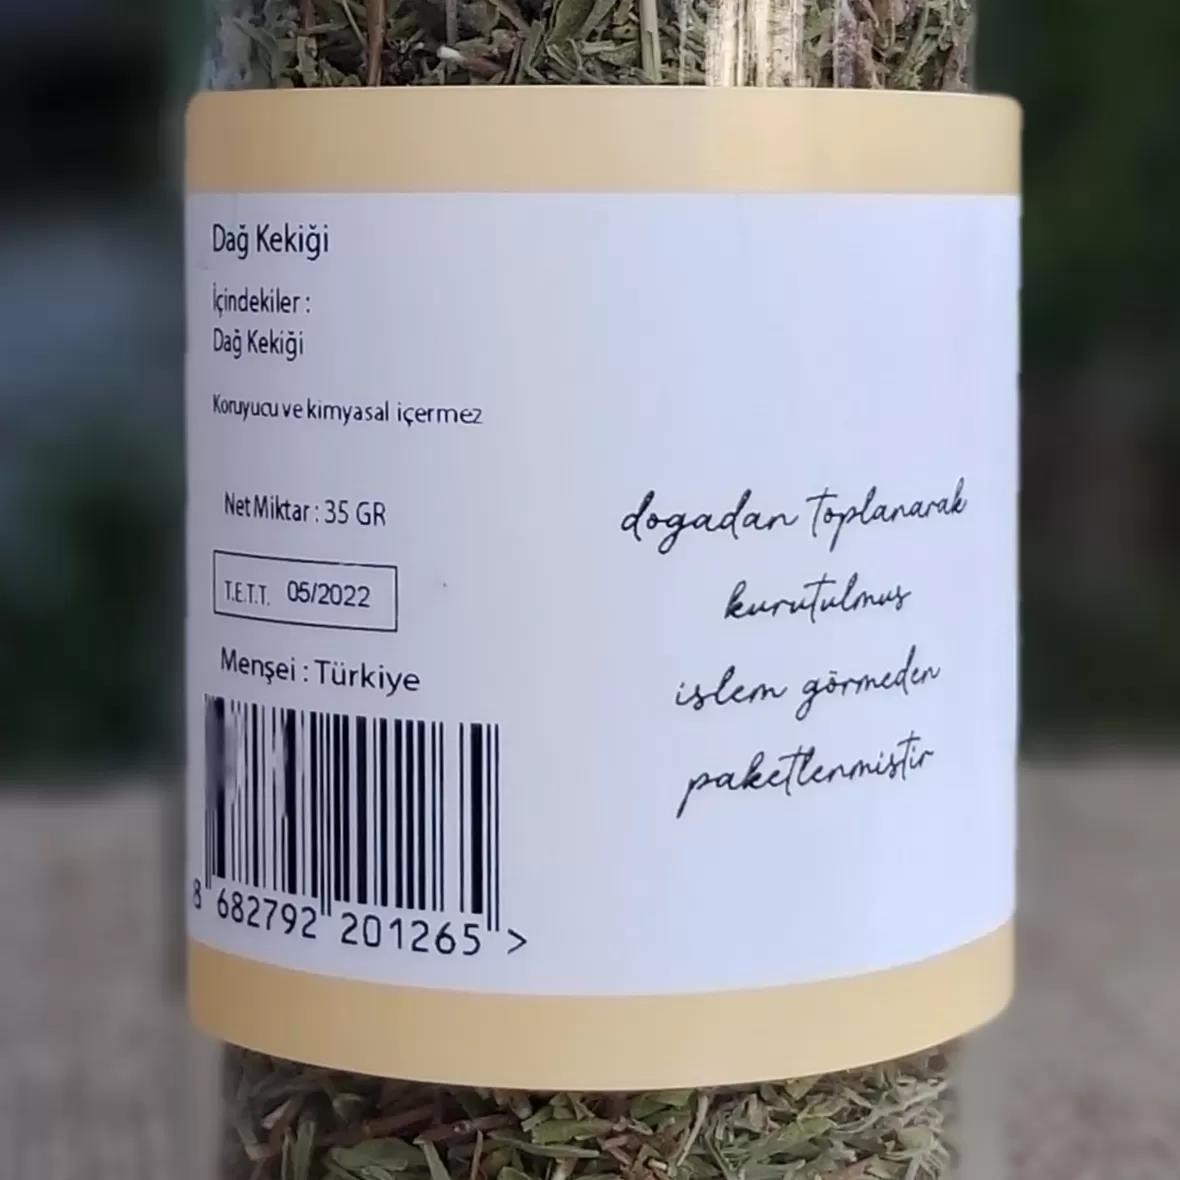 Dağ Kekiği
İçindekiler :
Dağ Kekiği
Koruyucu ve kimyasal içermez
Net Miktar : 35 GR
T.E.T.T. 05/2022
Menşei : Türkiye
8 682792 201265 >
dogadan toplanarak
kurutulmus
islem görmeden
paketlenmistir